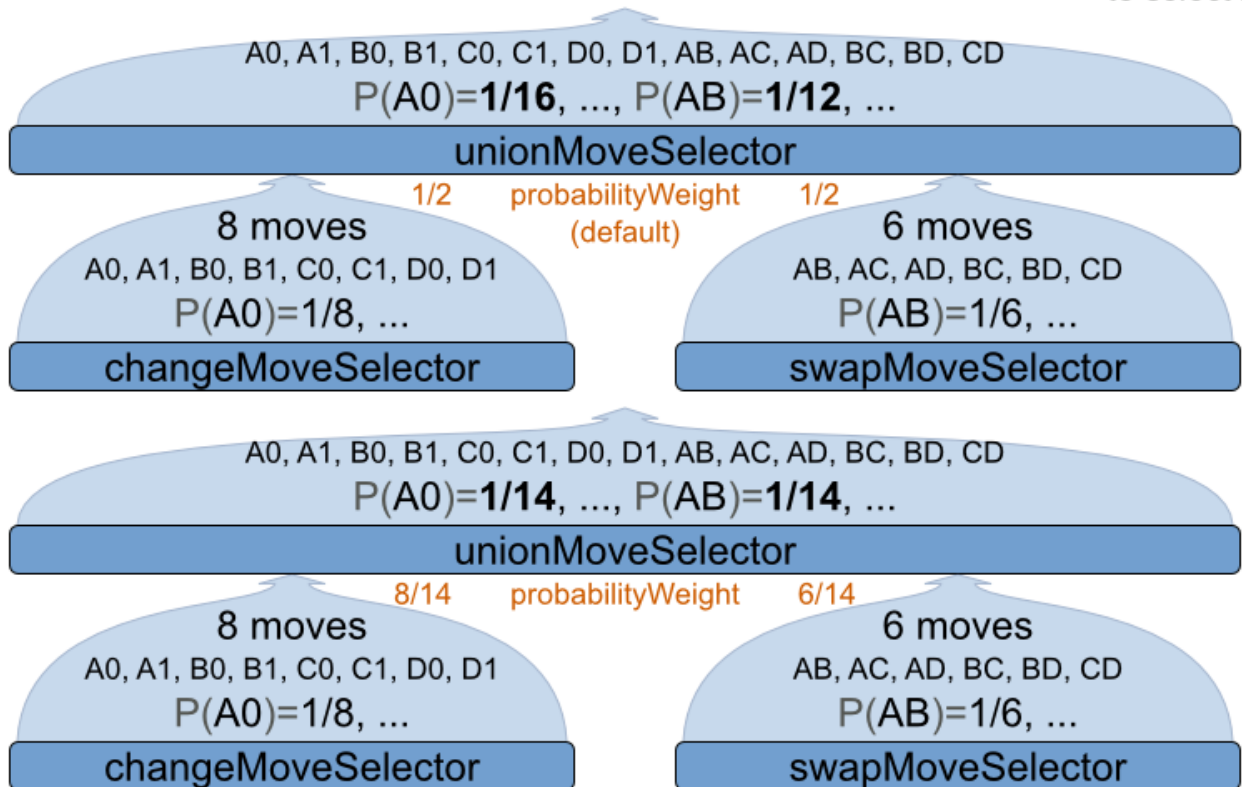 A0, A1, B0, B1, C0, C1, D0, D1, AB, AC, AD, BC, BD, CD
P(A0)=1/16, ..., P(AB)=1/12, ...
unionMoveSelector
1/2 probabilityWeight 1/2
(default)
8 moves
A0, A1, B0, B1, C0, C1, D0, D1
P(A0)=1/8, ...
changeMoveSelector
6 moves
AB, AC, AD, BC, BD, CD
P(AB)=1/6, ...
swapMoveSelector
A0, A1, B0, B1, C0, C1, D0, D1, AB, AC, AD, BC, BD, CD
P(A0)=1/14, ..., P(AB)=1/14, ...
unionMoveSelector
8/14 probabilityWeight 6/14
8 moves
A0, A1, B0, B1, C0, C1, D0, D1
P(A0)=1/8, ...
changeMoveSelector
6 moves
AB, AC, AD, BC, BD, CD
P(AB)=1/6, ...
swapMoveSelector